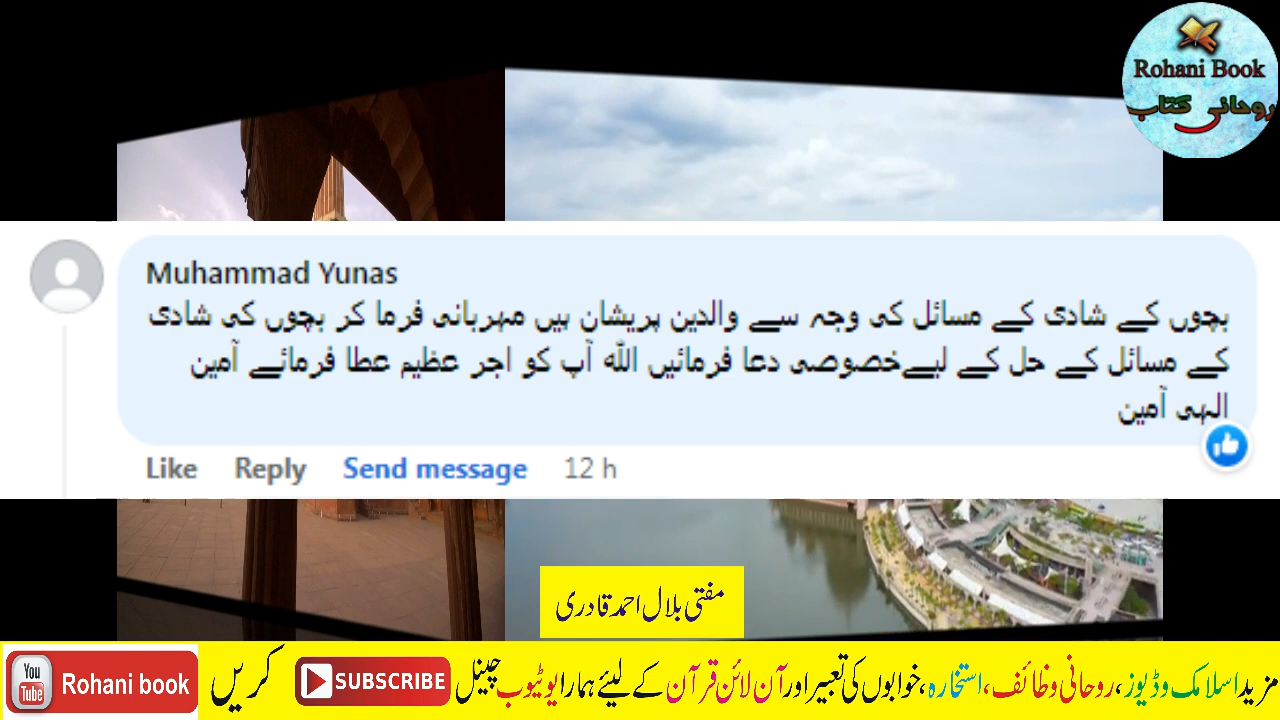 Rohani Book
روحانی کتاب
Muhammad Yunas
بچوں کے شادی کے مسائل کی وجہ سے والدین پریشان ہیں مہربانی فرما کر بچوں کی شادی
کے مسائل کے حل کے لیےخصوصی دعا فرمائیں اللہ آپ کو اجر عظیم عطا فرمائے آمین
الہی آمین
Like Reply Send message 12 h
مفتی بلال احمد قادری
مزید اسلامک وڈیوز، روحانی وظائف، استخارہ، خوابوں کی تعبیر اور آن لائن قرآن کے لیئے ہمارا یوٹیوب چینل SUBSCRIBE کریں
You Tube Rohani book